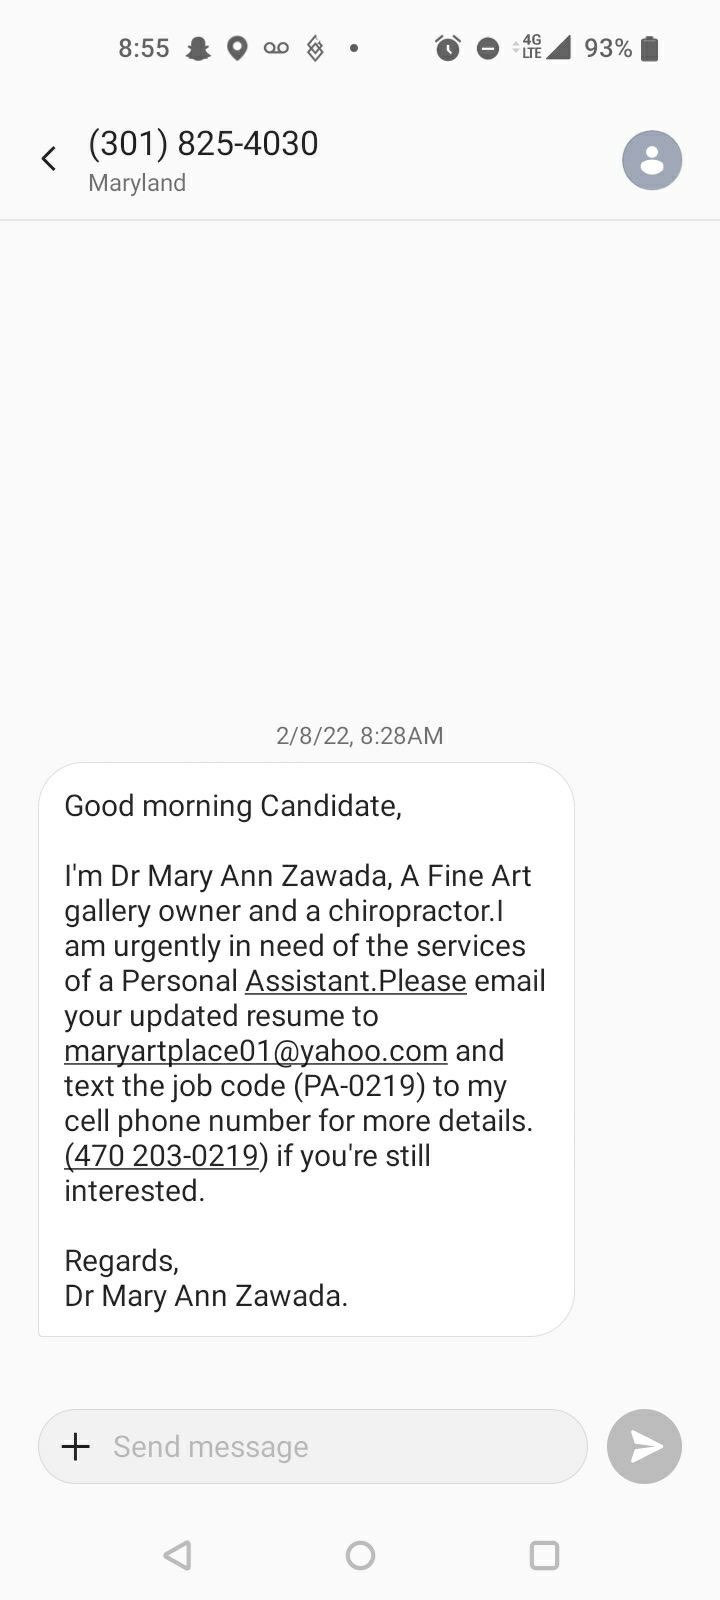 8:55 4G LTE 93%
(301) 825-4030
Maryland
2/8/22, 8:28AM
Good morning Candidate,
I'm Dr Mary Ann Zawada, A Fine Art
gallery owner and a chiropractor.I
am urgently in need of the services
of a Personal Assistant.Please email
your updated resume to
maryartplace01@yahoo.com and
text the job code (PA-0219) to my
cell phone number for more details.
(470 203-0219) if you're still
interested.
Regards,
Dr Mary Ann Zawada.
Send message